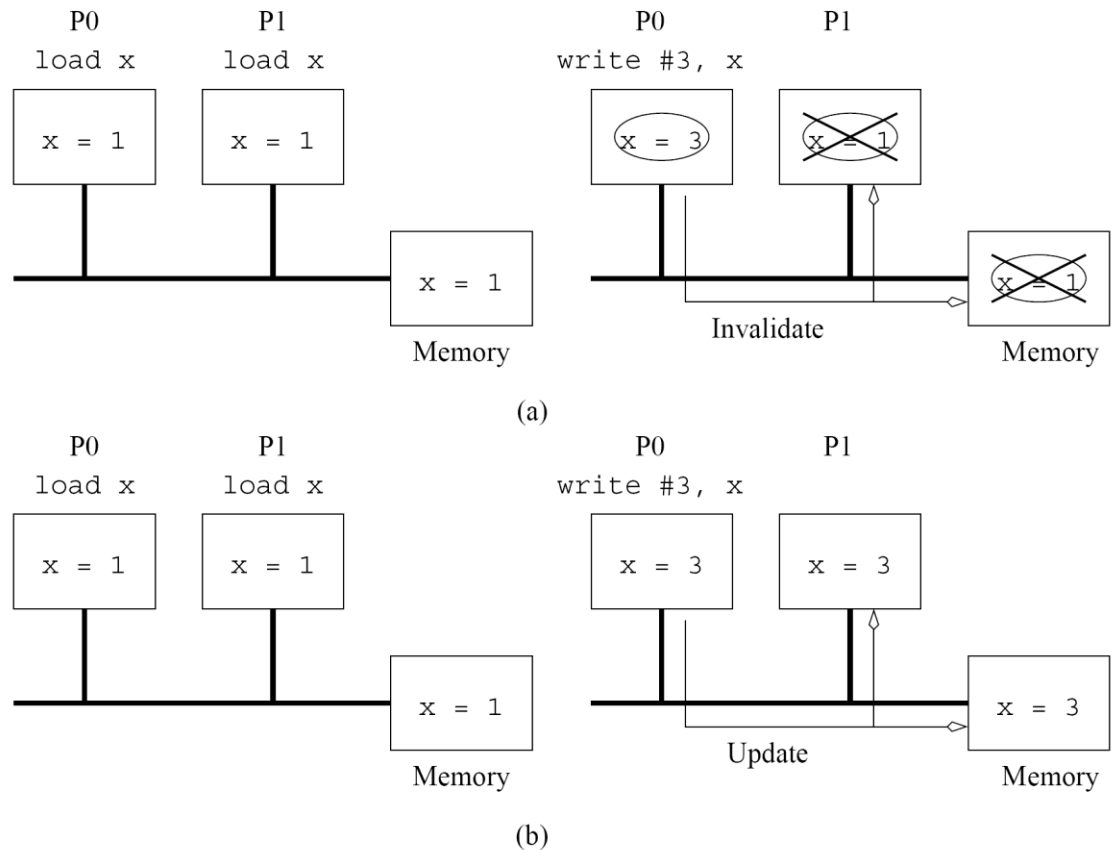 P0 P1 P0 P1
load x load x write #3, x
x = 1 x = 1 x = 3 x = 1
x = 1 x = 1
Invalidate
Memory Memory
(a)
P0 P1 P0 P1
load x load x write #3, x
x = 1 x = 1 x = 3 x = 3
x = 1 x = 3
Update
Memory Memory
(b)